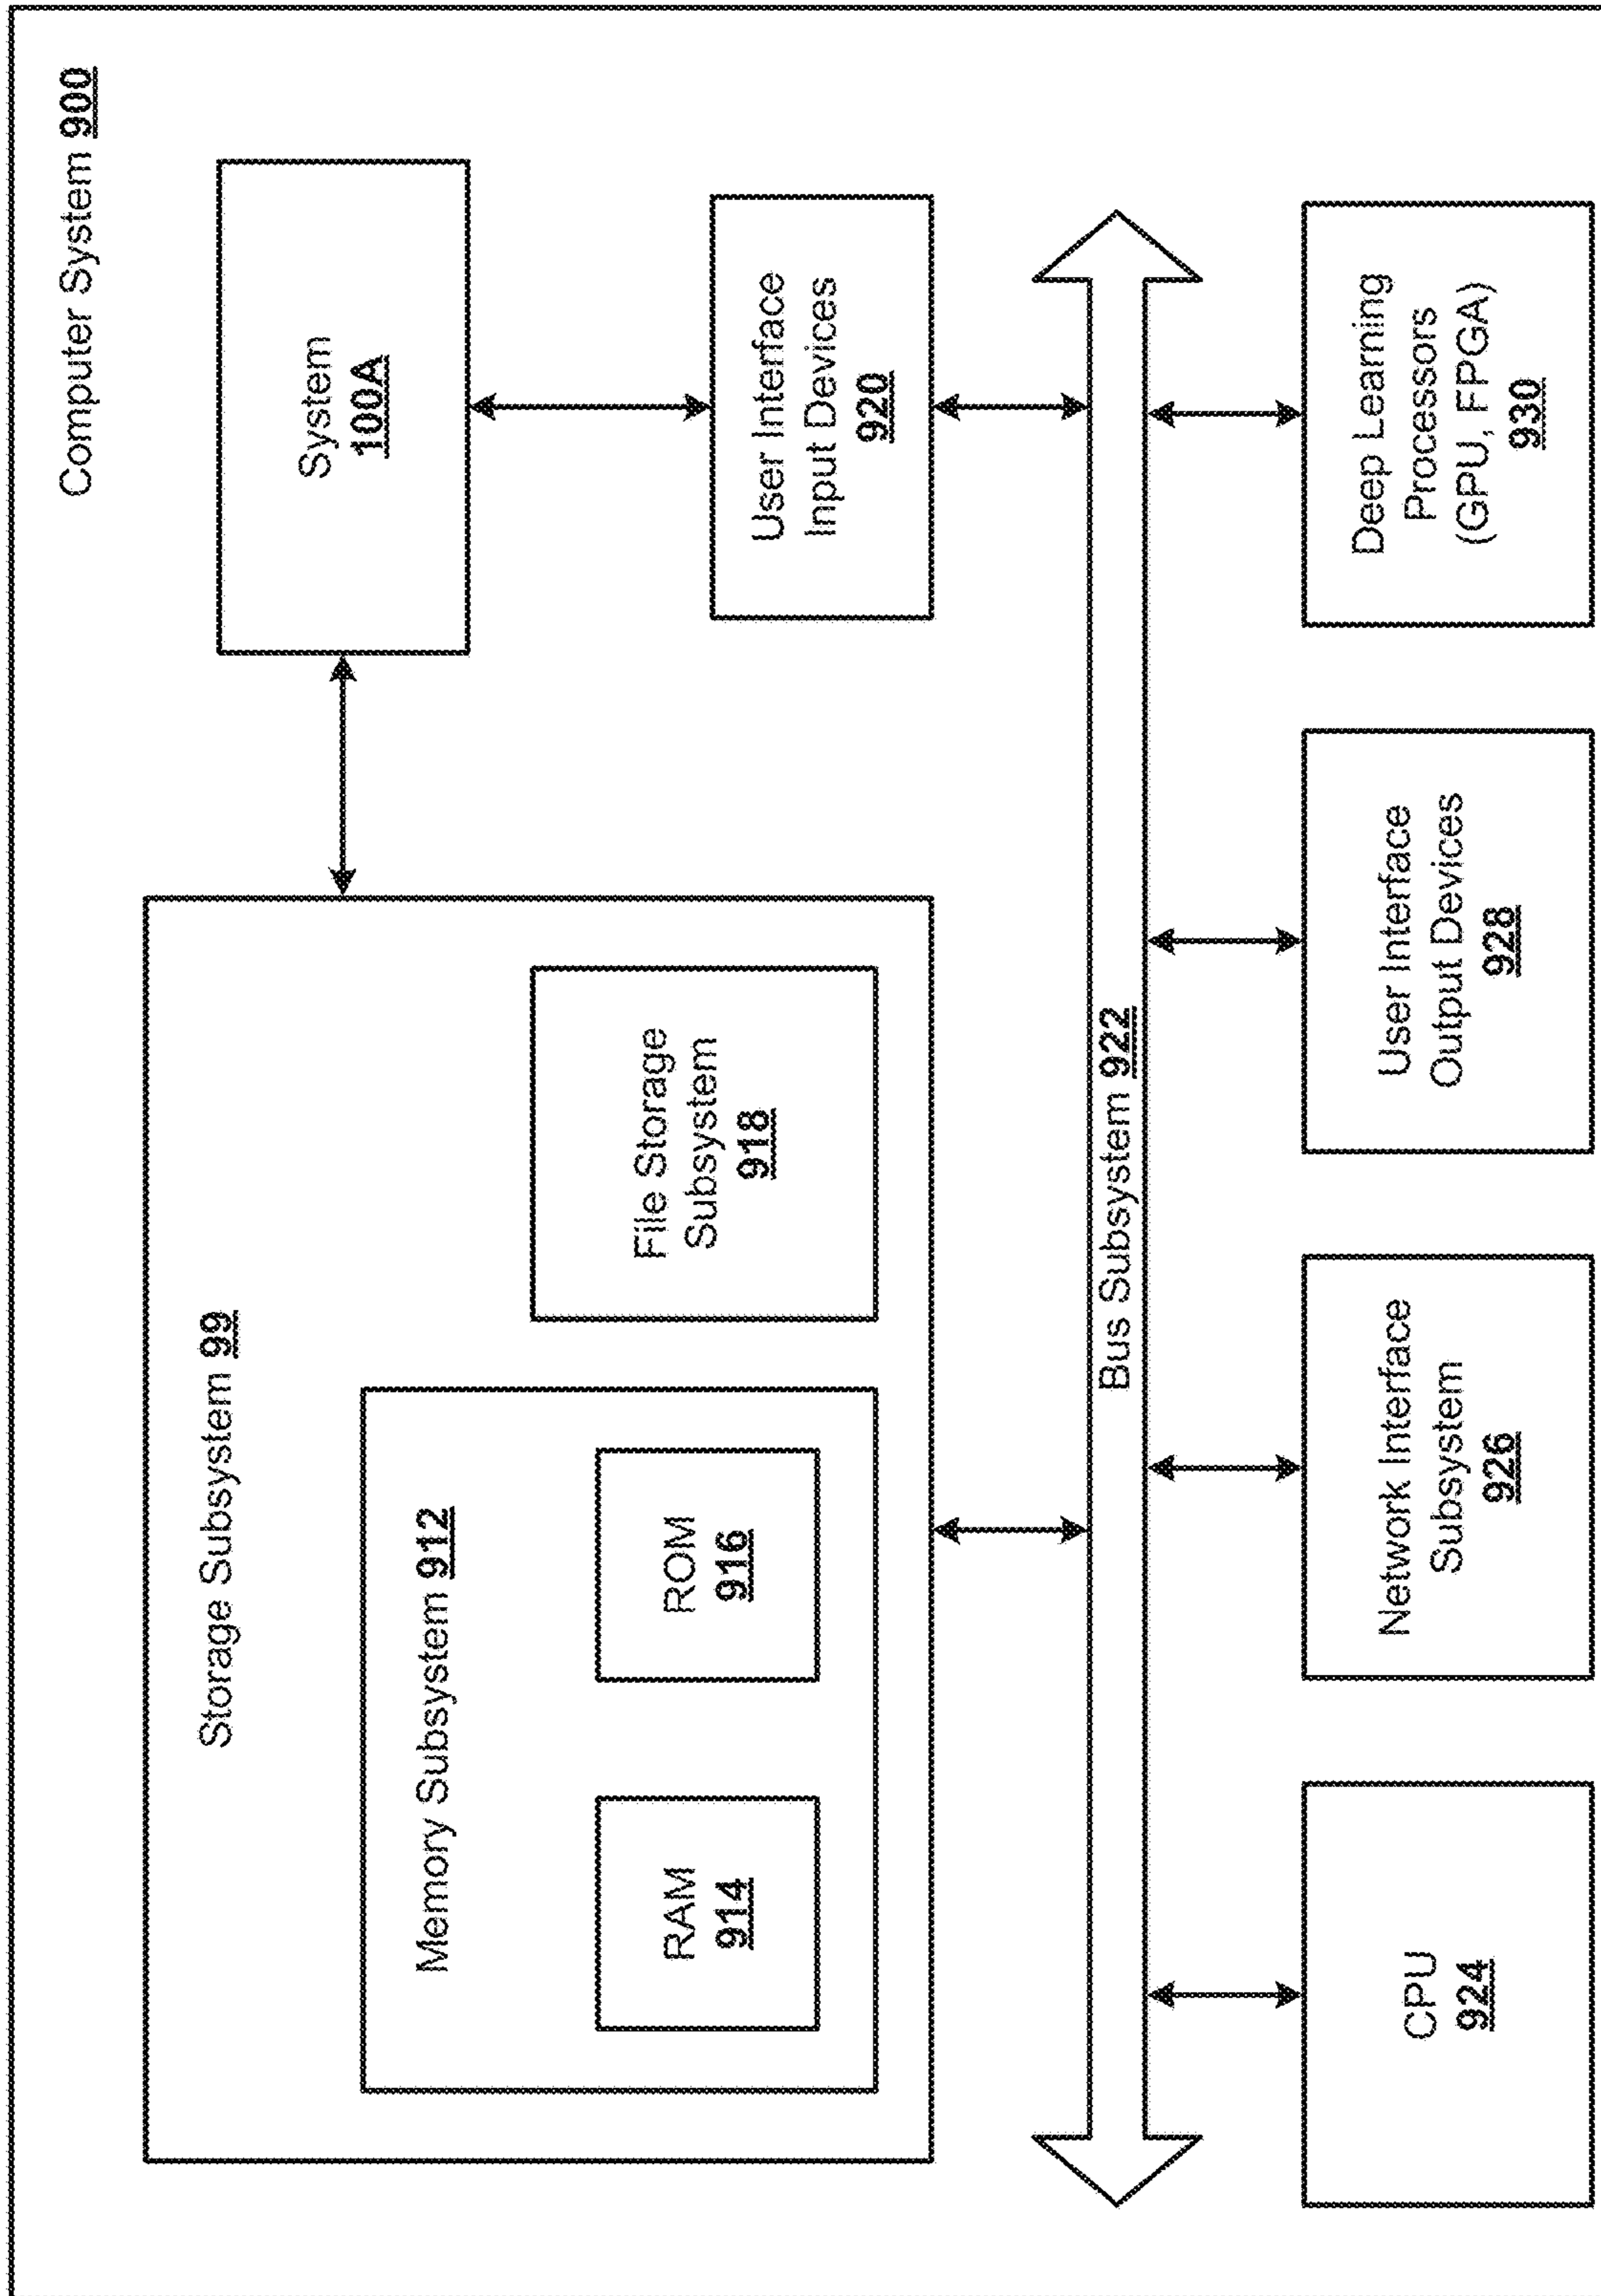 Computer System 900
Storage Subsystem 99
System
100A
Memory Subsystem 912
File Storage
Subsystem
918
RAM
914
ROM
916
User Interface
Input Devices
920
Bus Subsystem 922
CPU
924
Network Interface
Subsystem
926
User Interface
Output Devices
928
Deep Learning
Processors
(GPU, FPGA)
930